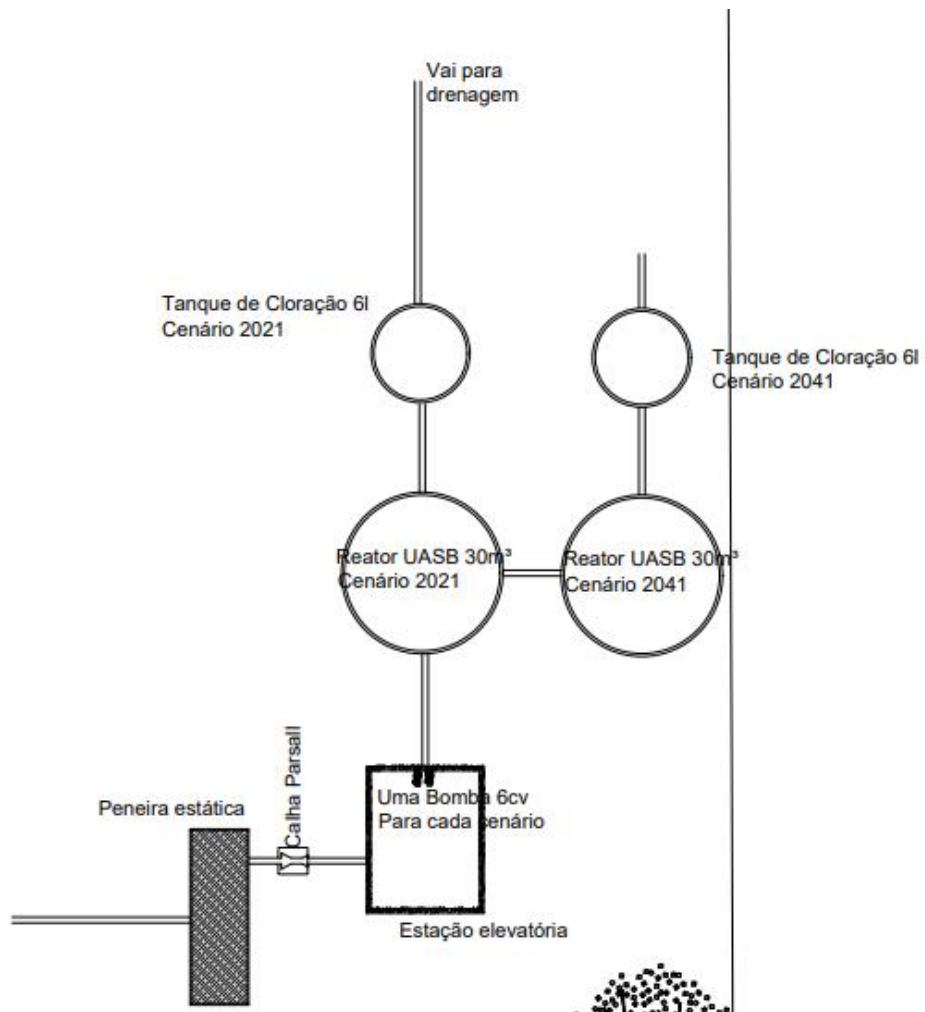 Vai para
drenagem
Tanque de Cloração 6l
Cenário 2021
Tanque de Cloração 6l
Cenário 2041
Reator UASB 30m³
Cenário 2021
Reator UASB 30m³
Cenário 2041
Calha Parsall
Peneira estática
Uma Bomba 6cv
Para cada cenário
Estação elevatória